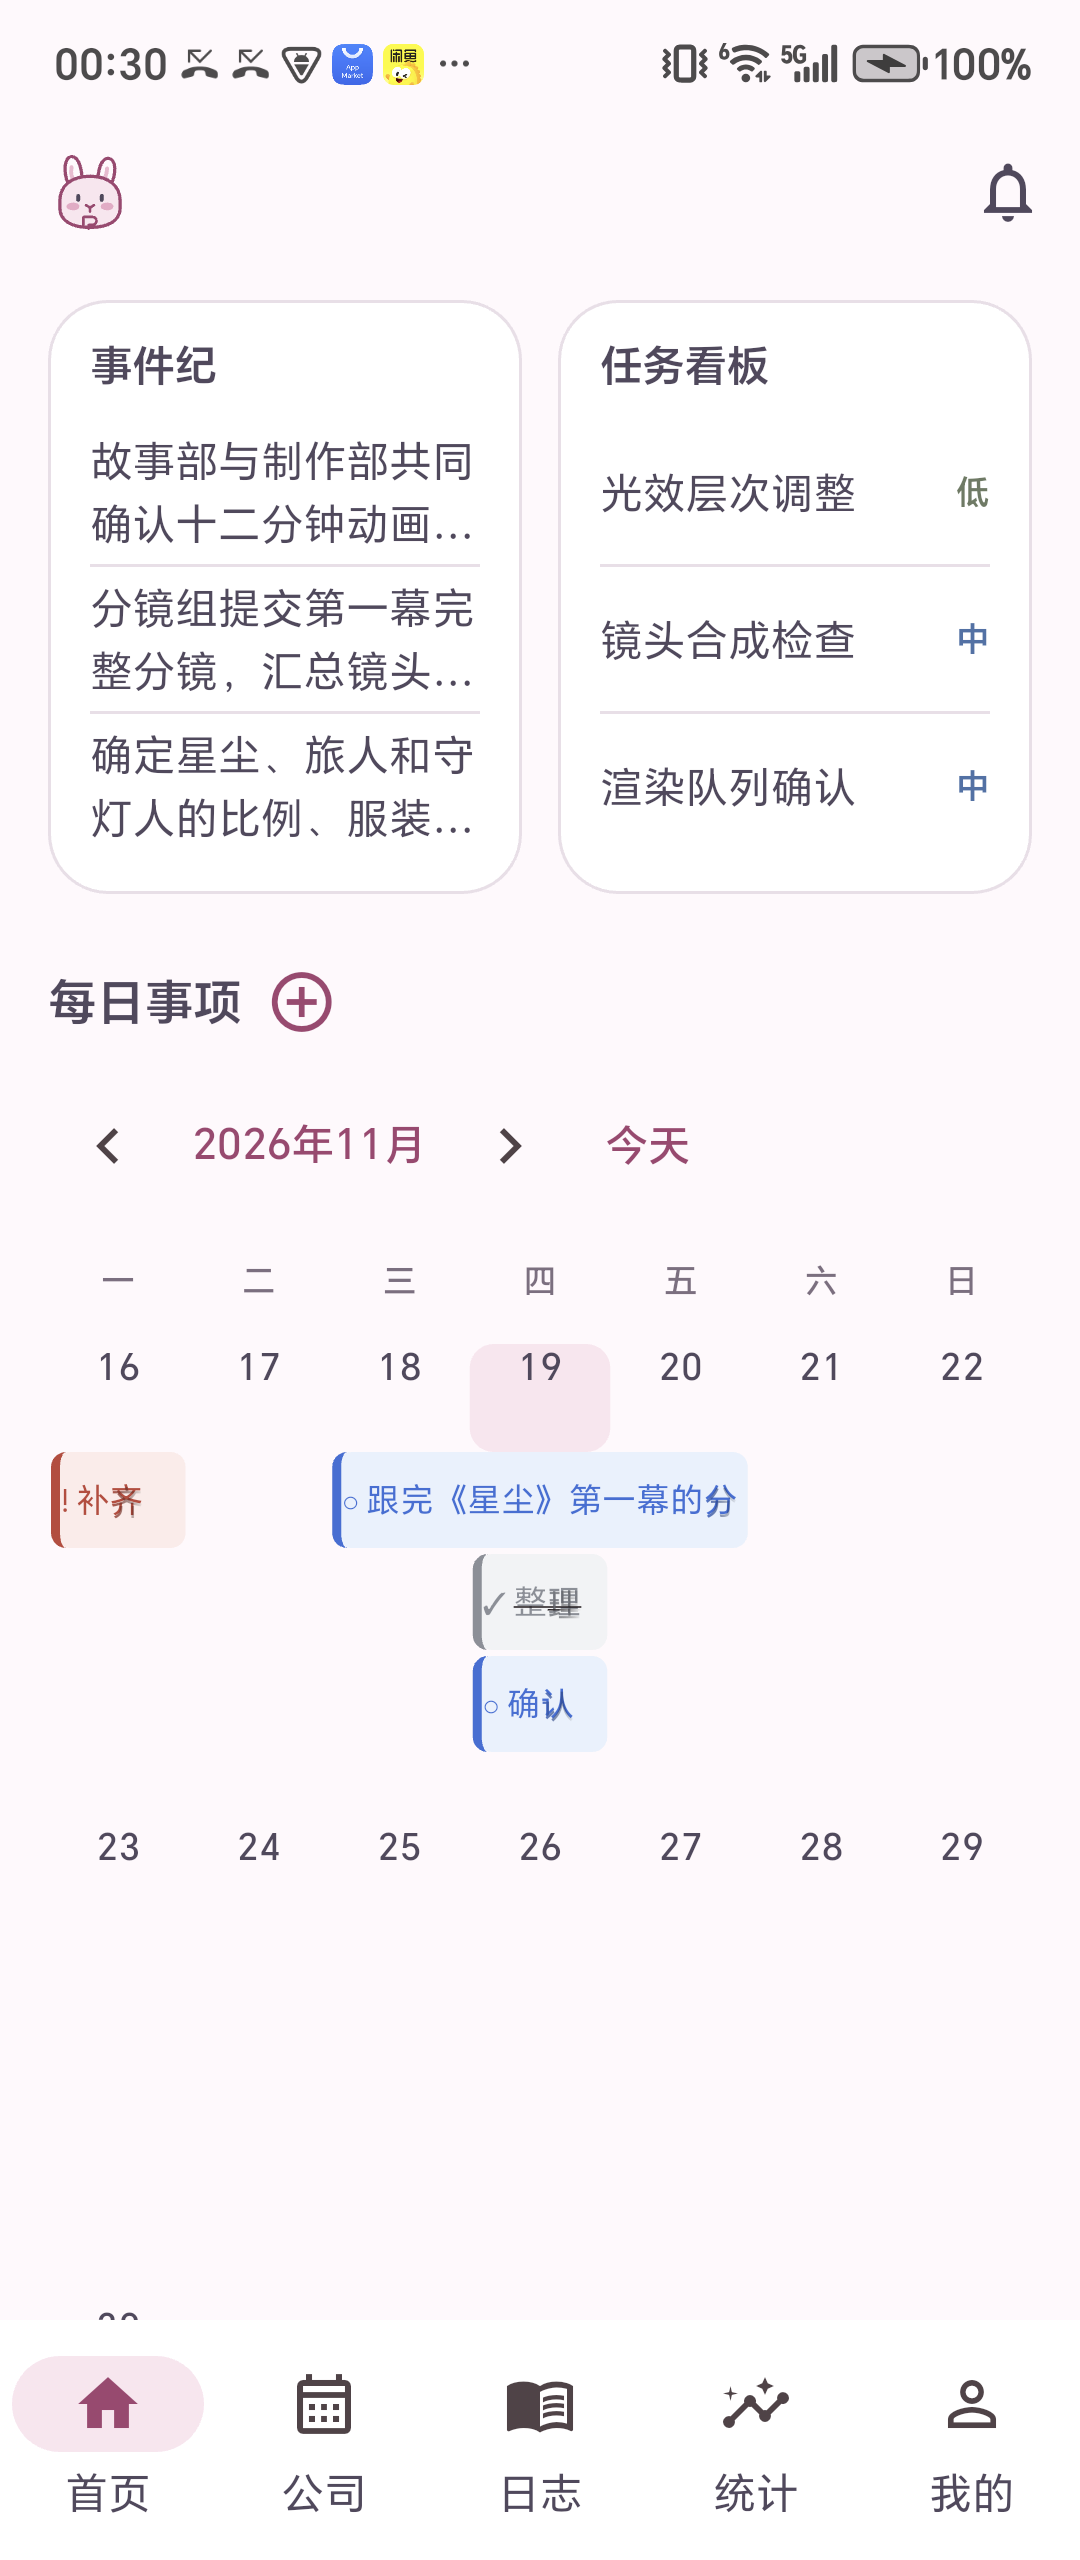 00:30
App Market
闲鱼
6
5G
100%
事件纪
故事部与制作部共同
确认十二分钟动画...
分镜组提交第一幕完
整分镜，汇总镜头...
确定星尘、旅人和守
灯人的比例、服装...
任务看板
光效层次调整 低
镜头合成检查 中
渲染队列确认 中
每日事项
2026年11月
今天
一 二 三 四 五 六 日
16 17 18 19 20 21 22
! 补齐
跟完《星尘》第一幕的分
✓ 整理
确认
23 24 25 26 27 28 29
首页 公司 日志 统计 我的